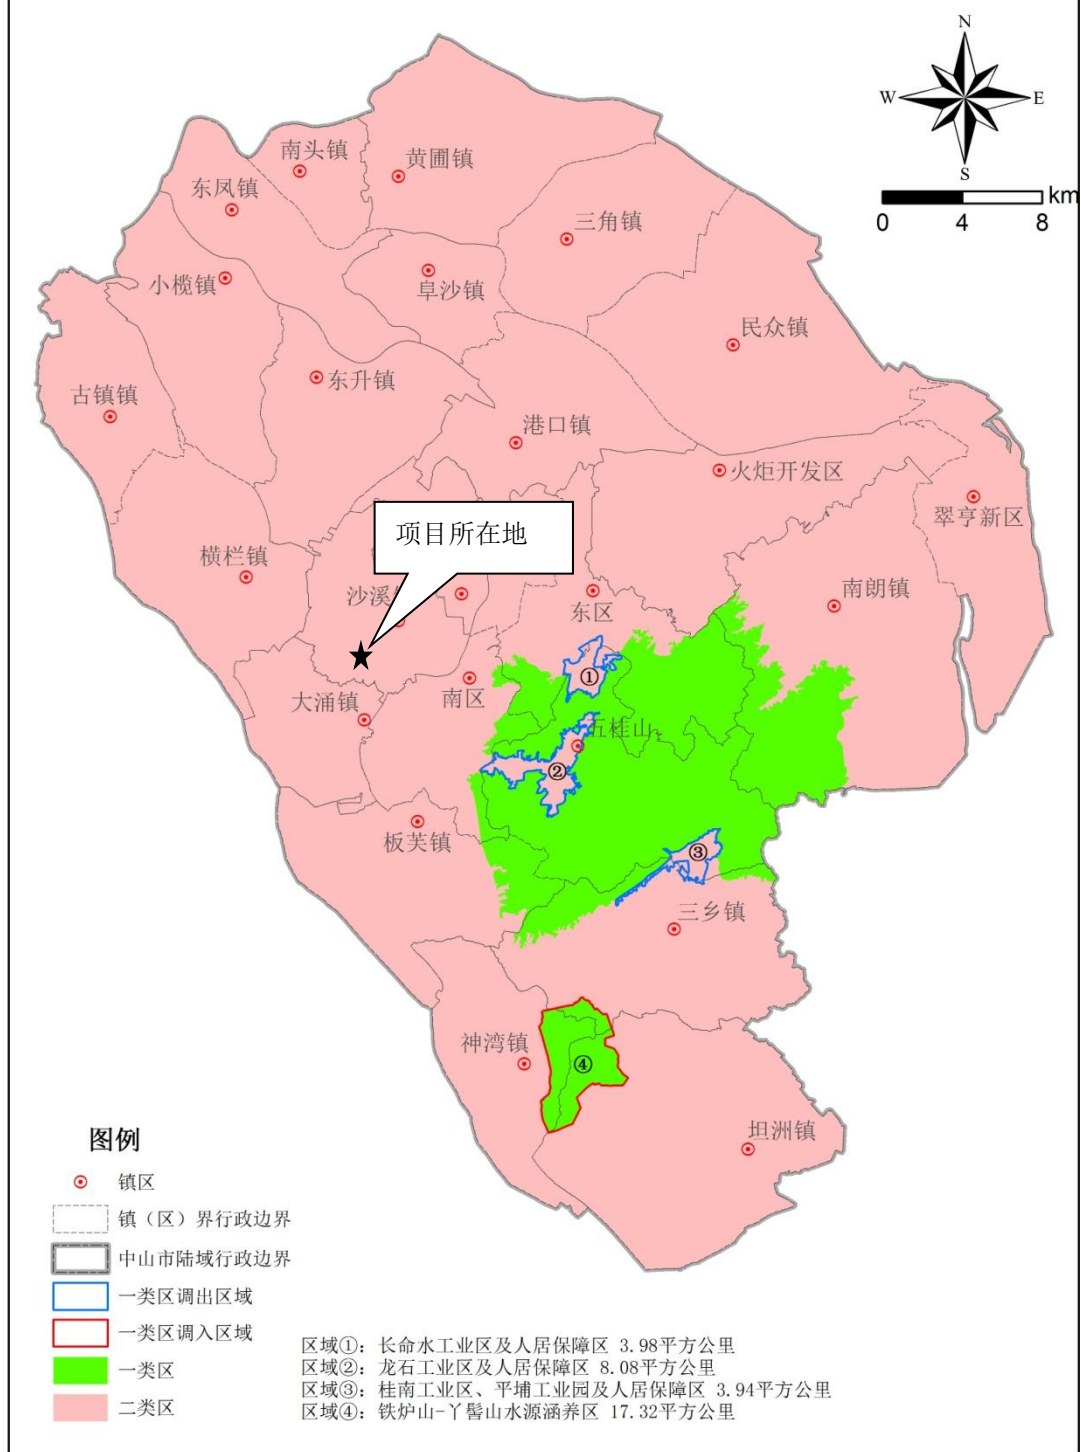 N
W
E
S
km
0 4 8
南头镇
黄圃镇
东凤镇
三角镇
小榄镇
阜沙镇
民众镇
古镇镇
东升镇
港口镇
火炬开发区
翠亨新区
项目所在地
横栏镇
沙溪
东区
南朗镇
①
大涌镇
南区
五桂山
②
板芙镇
③
三乡镇
神湾镇
④
坦洲镇
图例
镇区
镇（区）界行政边界
中山市陆域行政边界
一类区调出区域
一类区调入区域
一类区
二类区
区域①：长命水工业区及人居保障区 3.98平方公里
区域②：龙石工业区及人居保障区 8.08平方公里
区域③：桂南工业区、平埔工业园及人居保障区 3.94平方公里
区域④：铁炉山-丫髻山水源涵养区 17.32平方公里